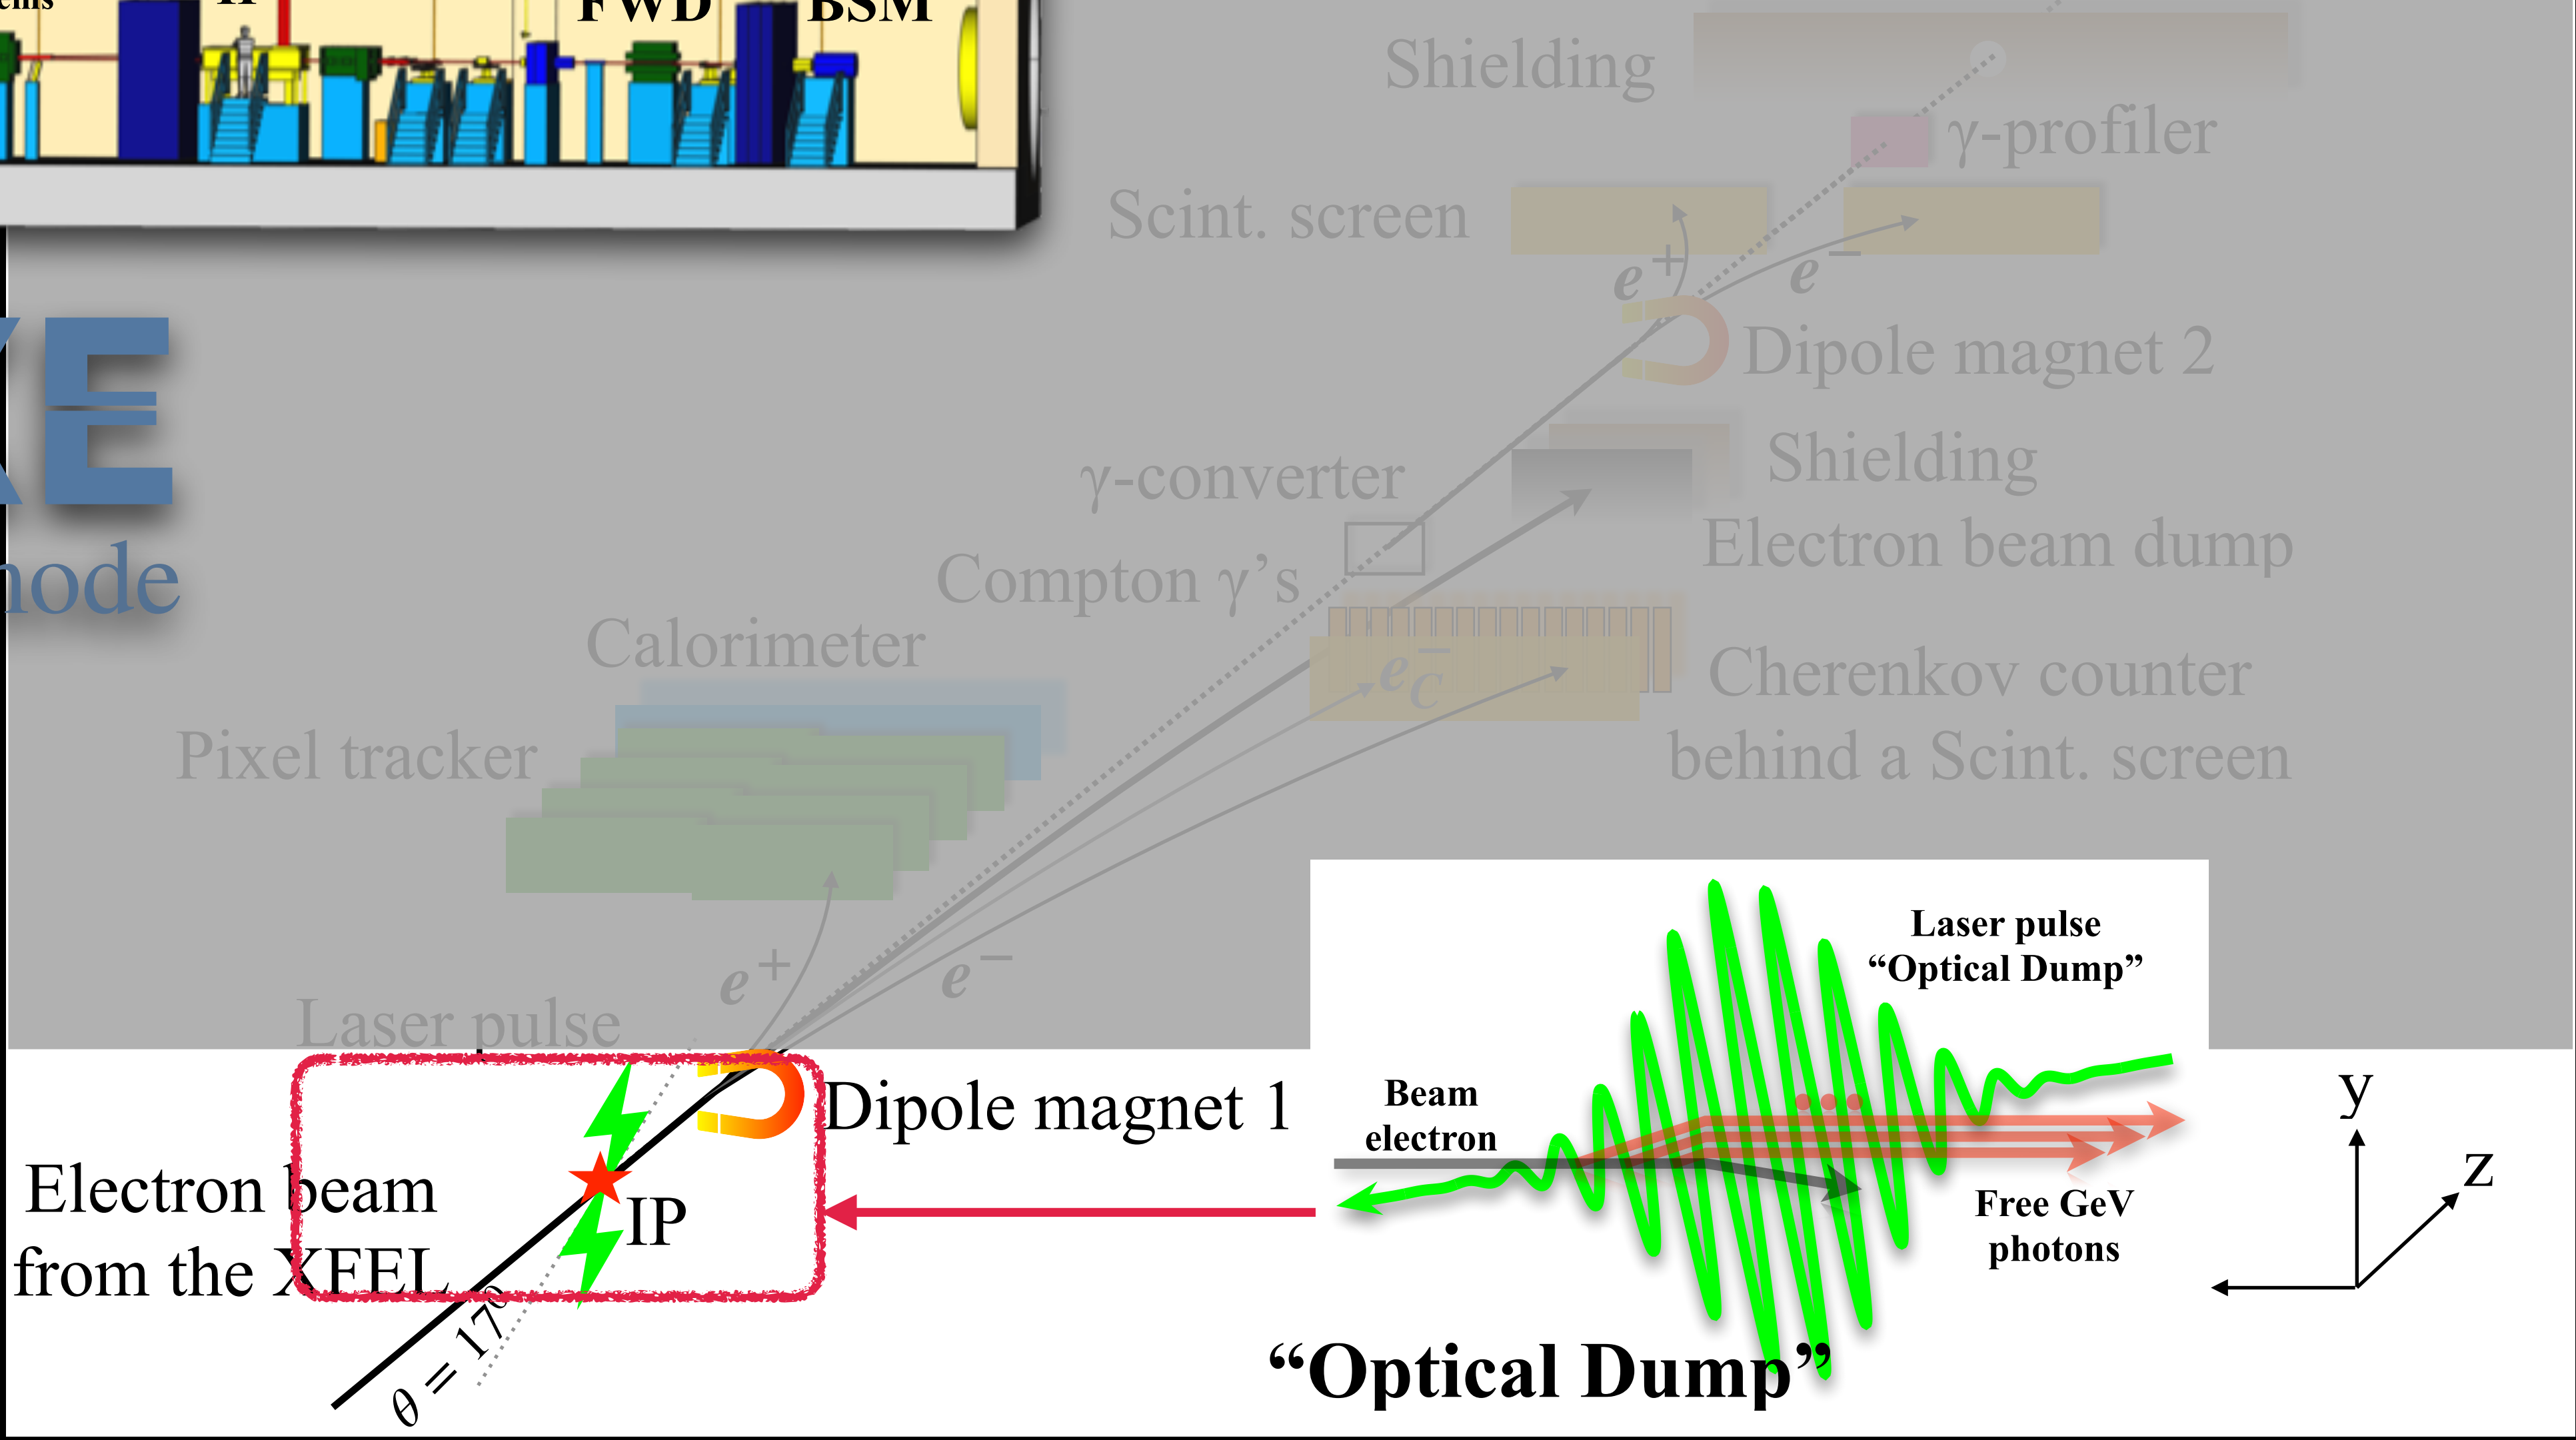 FWD BSM
Shielding
γ-profiler
Scint. screen
e⁺ e⁻
Dipole magnet 2
γ-converter
Shielding
Electron beam dump
Compton γ’s
Calorimeter
e⁻_C
Cherenkov counter
behind a Scint. screen
Pixel tracker
e⁺ e⁻
Laser pulse
Dipole magnet 1
Electron beam
from the XFEL
IP
θ = 17⁰
Laser pulse
“Optical Dump”
Beam
electron
Free GeV
photons
“Optical Dump”
y
z